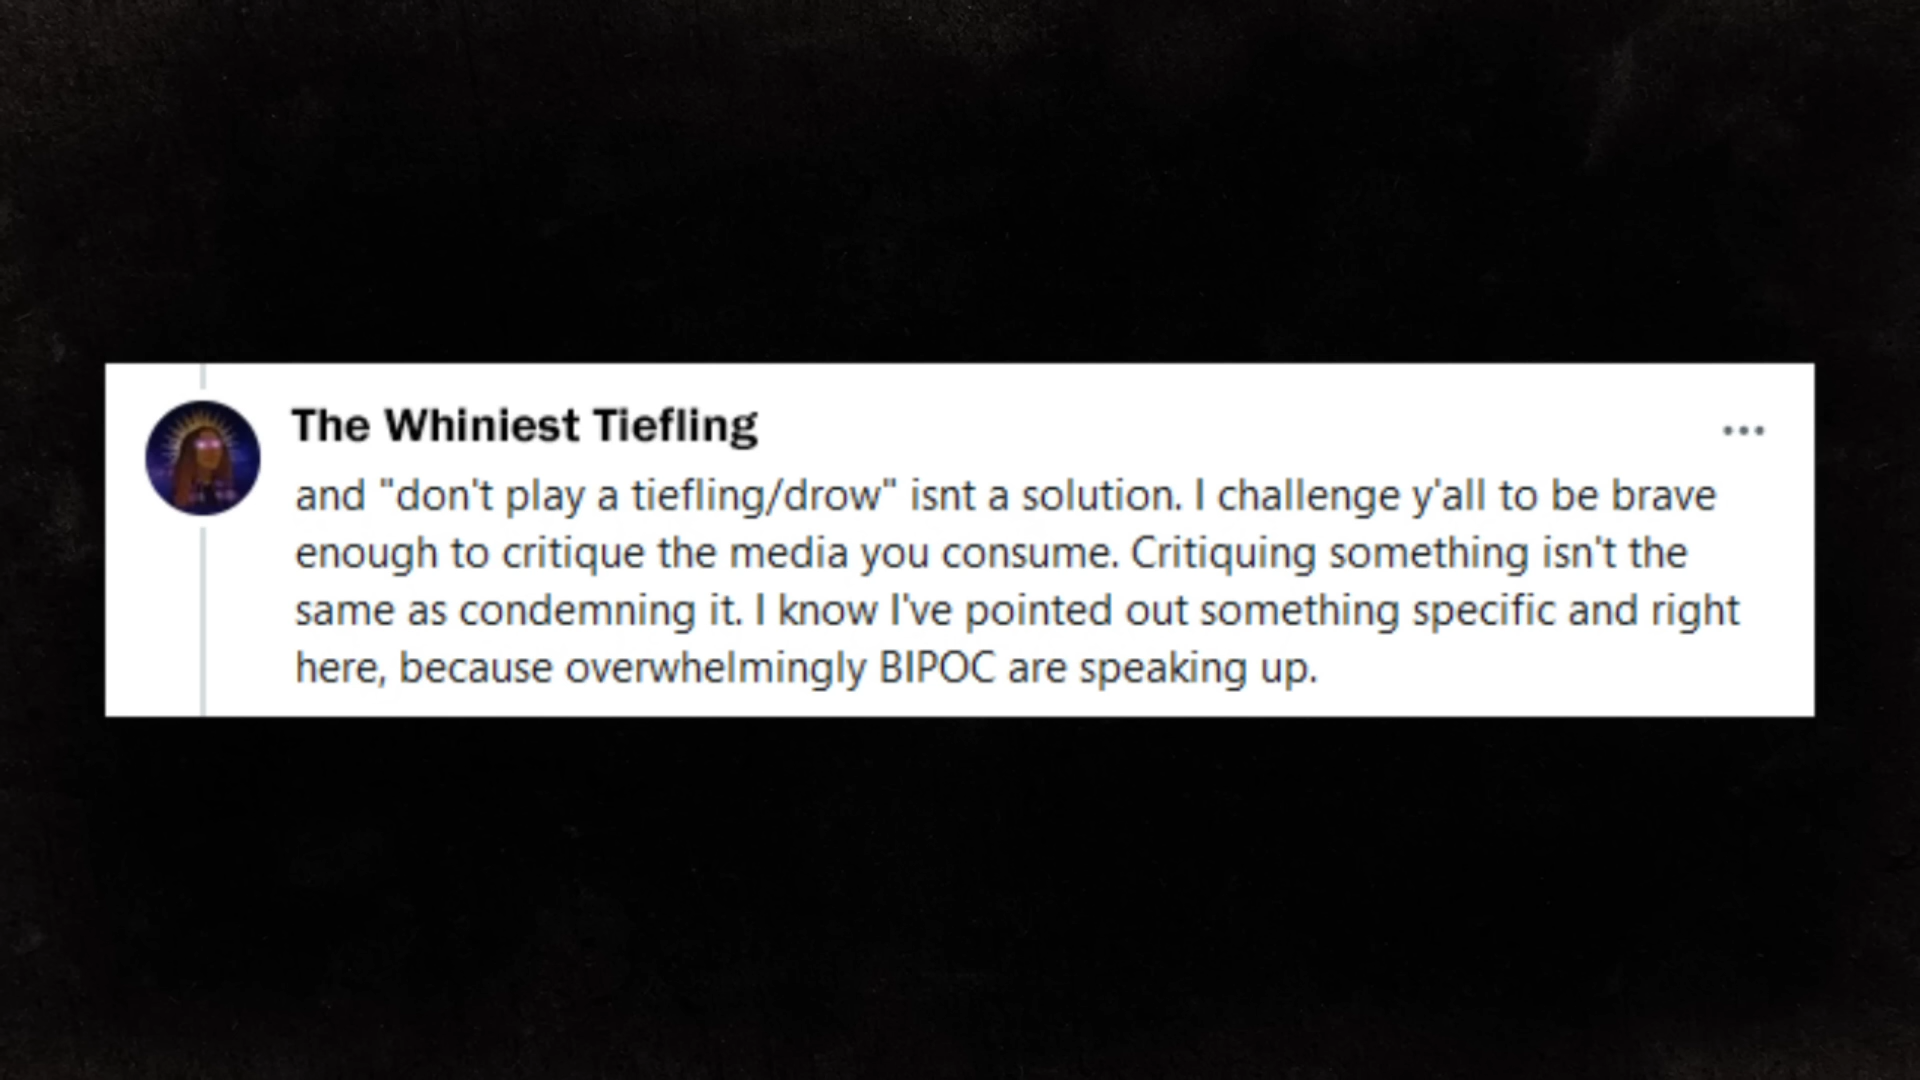 The Whiniest Tiefling
and "don't play a tiefling/drow" isnt a solution. I challenge y'all to be brave
enough to critique the media you consume. Critiquing something isn't the
same as condemning it. I know I've pointed out something specific and right
here, because overwhelmingly BIPOC are speaking up.